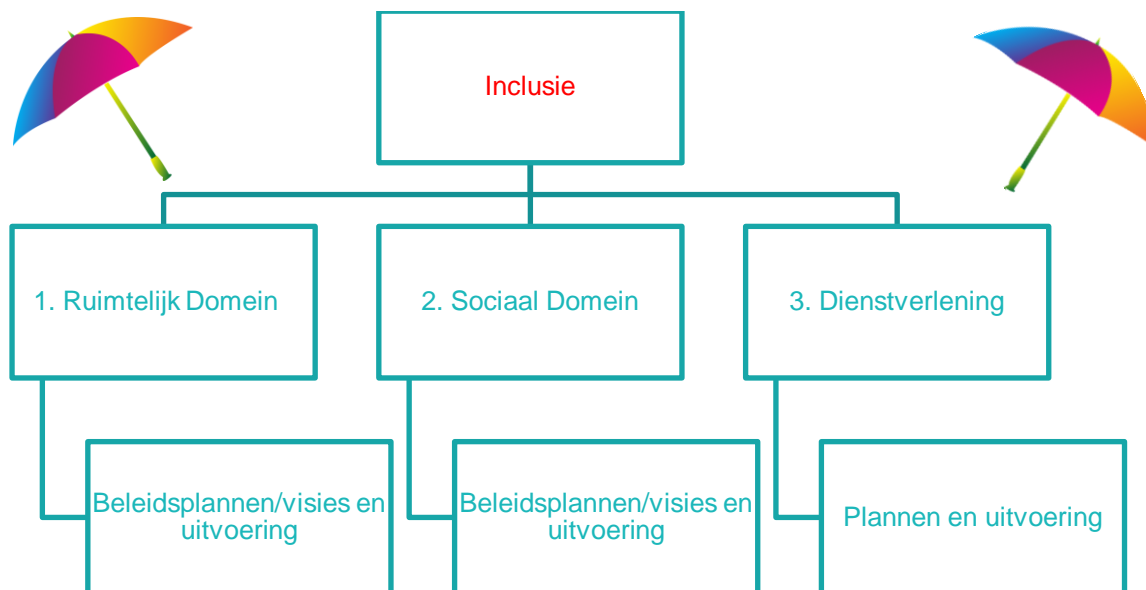 Inclusie
1. Ruimtelijk Domein
2. Sociaal Domein
3. Dienstverlening
Beleidsplannen/visies en
uitvoering
Beleidsplannen/visies en
uitvoering
Plannen en uitvoering